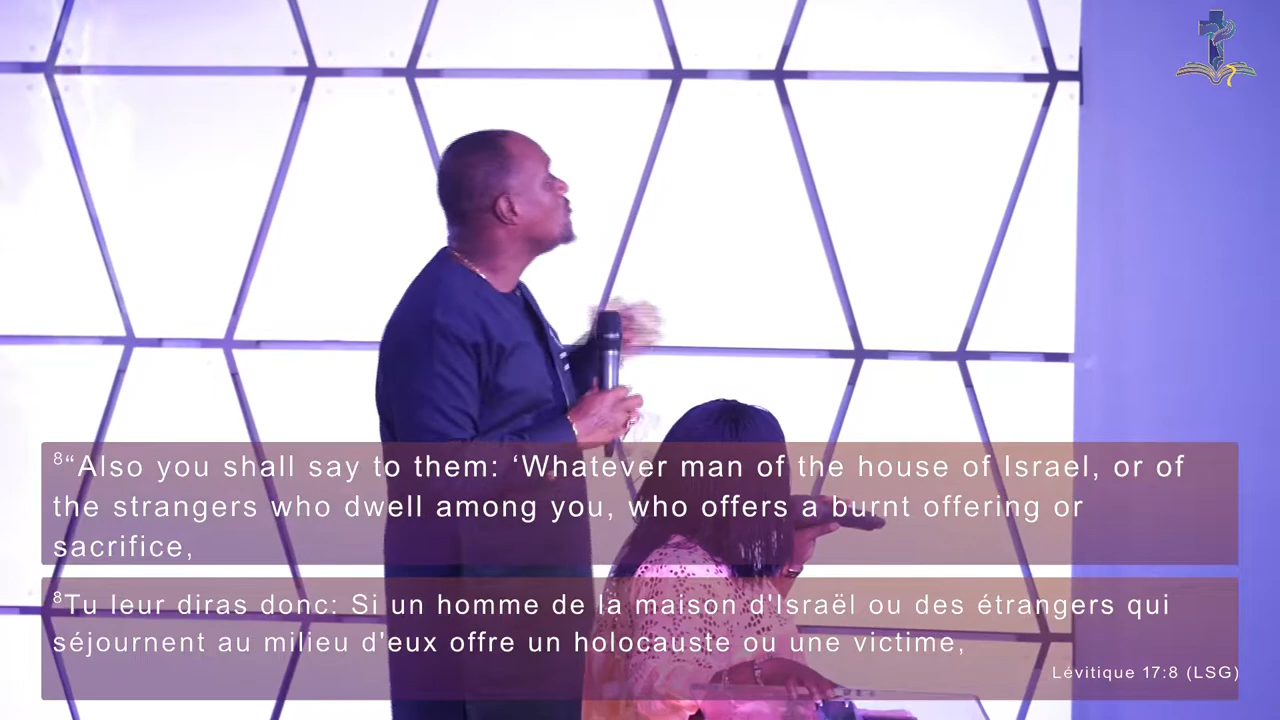 8“Also you shall say to them: ‘Whatever man of the house of Israel, or of
the strangers who dwell among you, who offers a burnt offering or
sacrifice,
8Tu leur diras donc: Si un homme de la maison d'Israël ou des étrangers qui
séjournent au milieu d'eux offre un holocauste ou une victime,
Lévitique 17:8 (LSG)